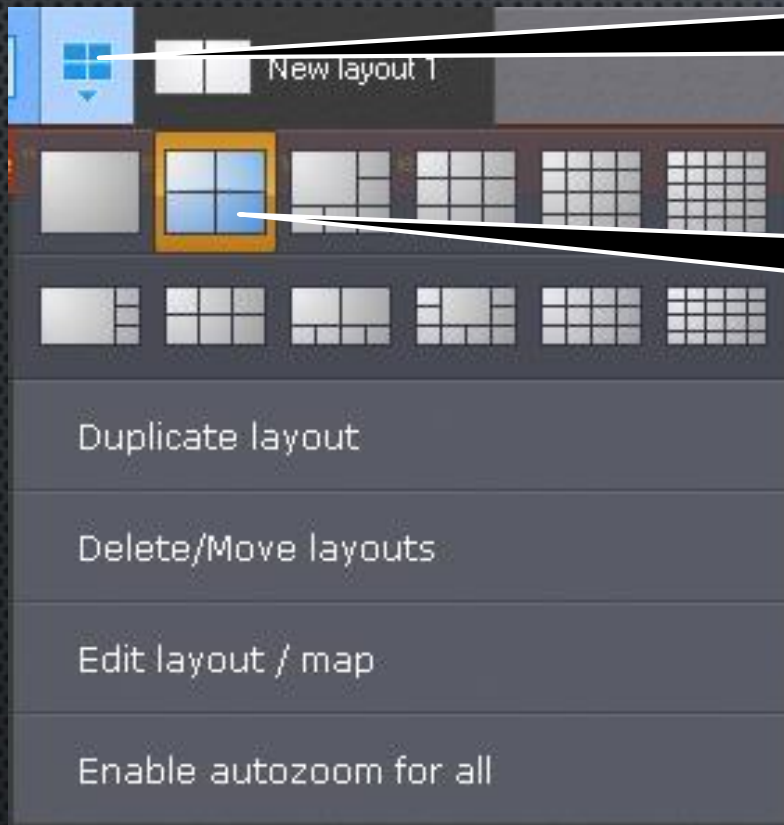 New layout 1
Duplicate layout
Delete/Move layouts
Edit layout / map
Enable autozoom for all